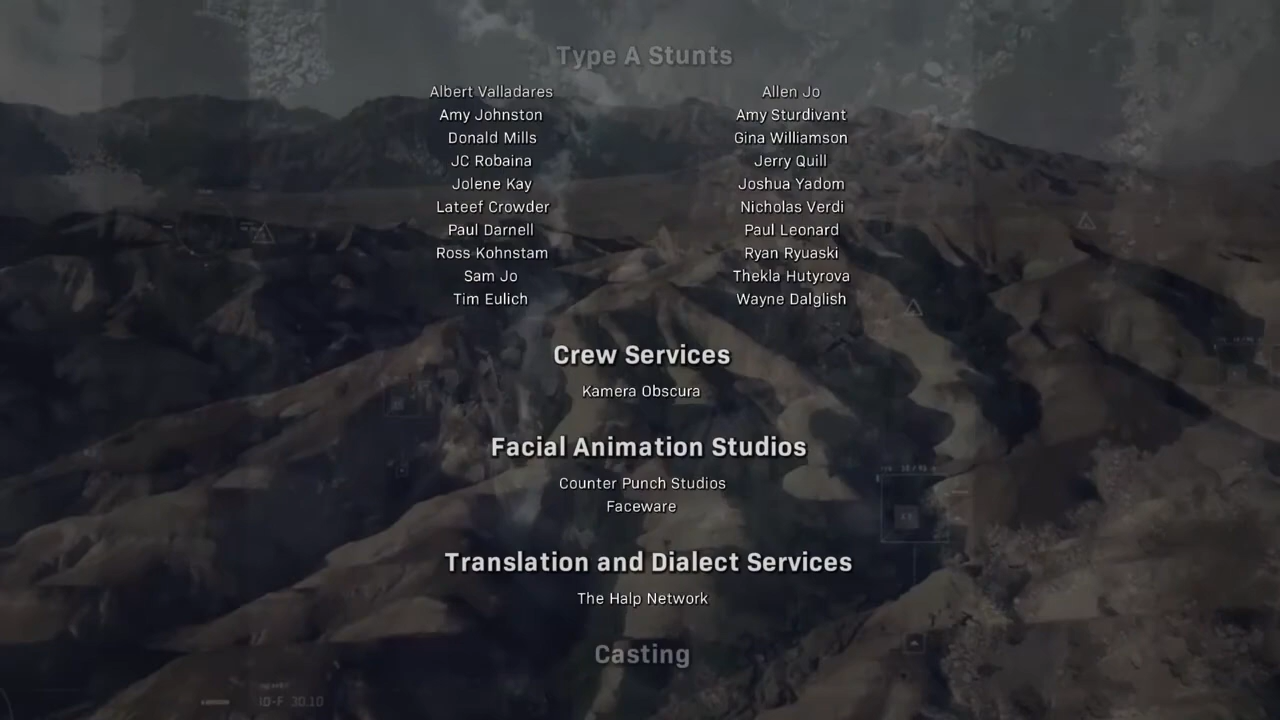 Type A Stunts
Albert Valladares Allen Jo
Amy Johnston Amy Sturdivant
Donald Mills Gina Williamson
JC Robaina Jerry Quill
Jolene Kay Joshua Yadom
Lateef Crowder Nicholas Verdi
Paul Darnell Paul Leonard
Ross Kohnstam Ryan Ryuaski
Sam Jo Thekla Hutyrova
Tim Eulich Wayne Dalglish
Crew Services
Kamera Obscura
Facial Animation Studios
Counter Punch Studios
Faceware
Translation and Dialect Services
The Halp Network
Casting